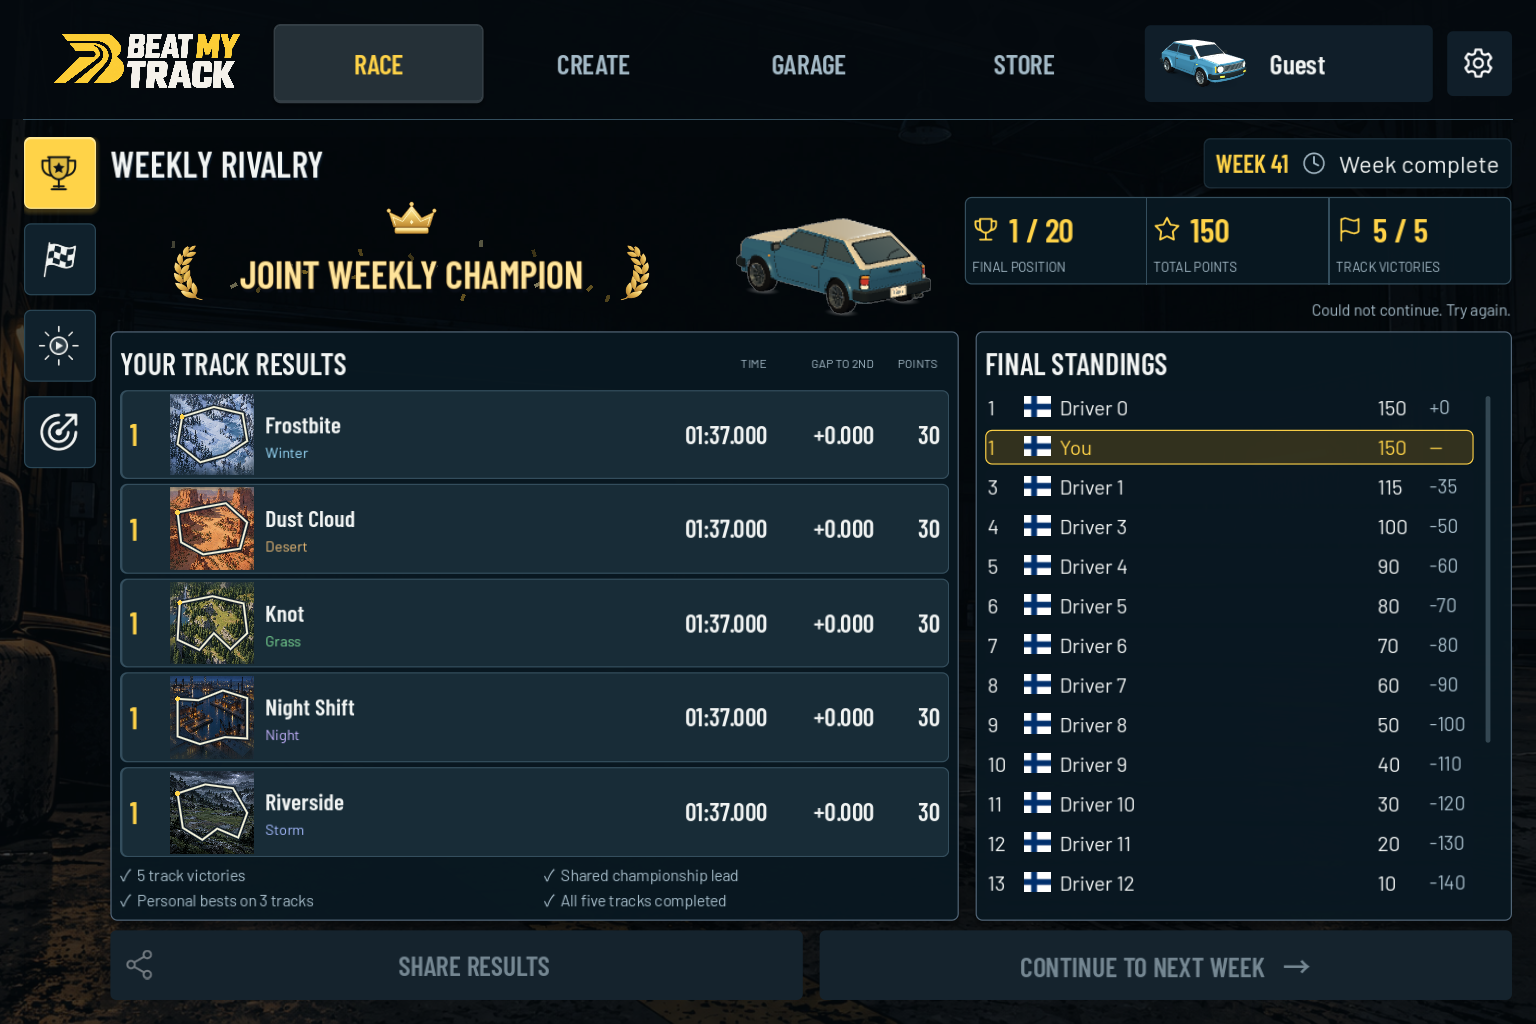 BEAT MY TRACK
RACE
CREATE
GARAGE
STORE
Guest
WEEKLY RIVALRY
WEEK 41 Week complete
JOINT WEEKLY CHAMPION
1 / 20
FINAL POSITION
150
TOTAL POINTS
5 / 5
TRACK VICTORIES
Could not continue. Try again.
YOUR TRACK RESULTS TIME GAP TO 2ND POINTS
1 Frostbite 01:37.000 +0.000 30
Winter
1 Dust Cloud 01:37.000 +0.000 30
Desert
1 Knot 01:37.000 +0.000 30
Grass
1 Night Shift 01:37.000 +0.000 30
Night
1 Riverside 01:37.000 +0.000 30
Storm
✓ 5 track victories
✓ Shared championship lead
✓ Personal bests on 3 tracks
✓ All five tracks completed
FINAL STANDINGS
1 Driver 0 150 +0
1 You 150 –
3 Driver 1 115 -35
4 Driver 3 100 -50
5 Driver 4 90 -60
6 Driver 5 80 -70
7 Driver 6 70 -80
8 Driver 7 60 -90
9 Driver 8 50 -100
10 Driver 9 40 -110
11 Driver 10 30 -120
12 Driver 11 20 -130
13 Driver 12 10 -140
SHARE RESULTS
CONTINUE TO NEXT WEEK →